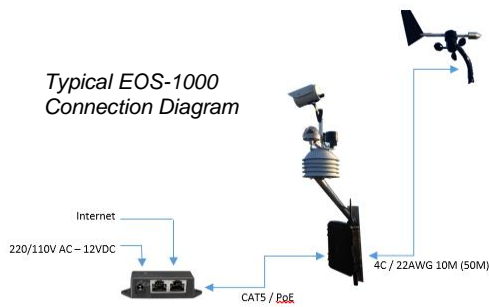 Typical EOS-1000
Connection Diagram
Internet
220/110V AC – 12VDC
CAT5 / PoE
4C / 22AWG 10M (50M)